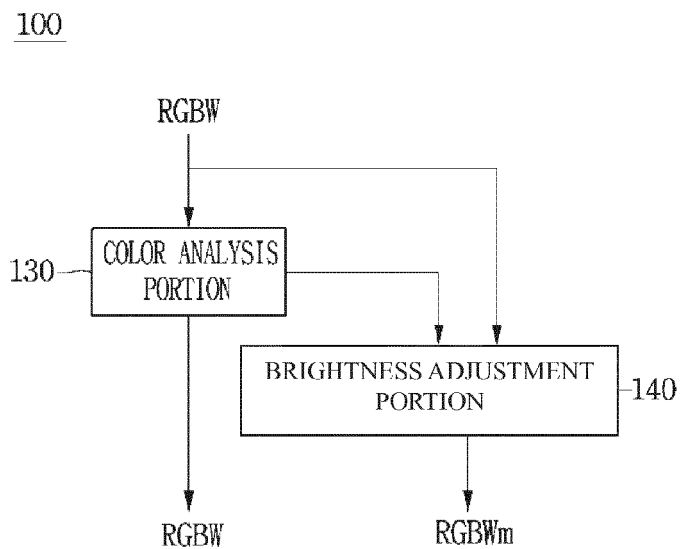 100
RGBW
COLOR ANALYSIS
PORTION
130
BRIGHTNESS ADJUSTMENT
PORTION
140
RGBW
RGBWm